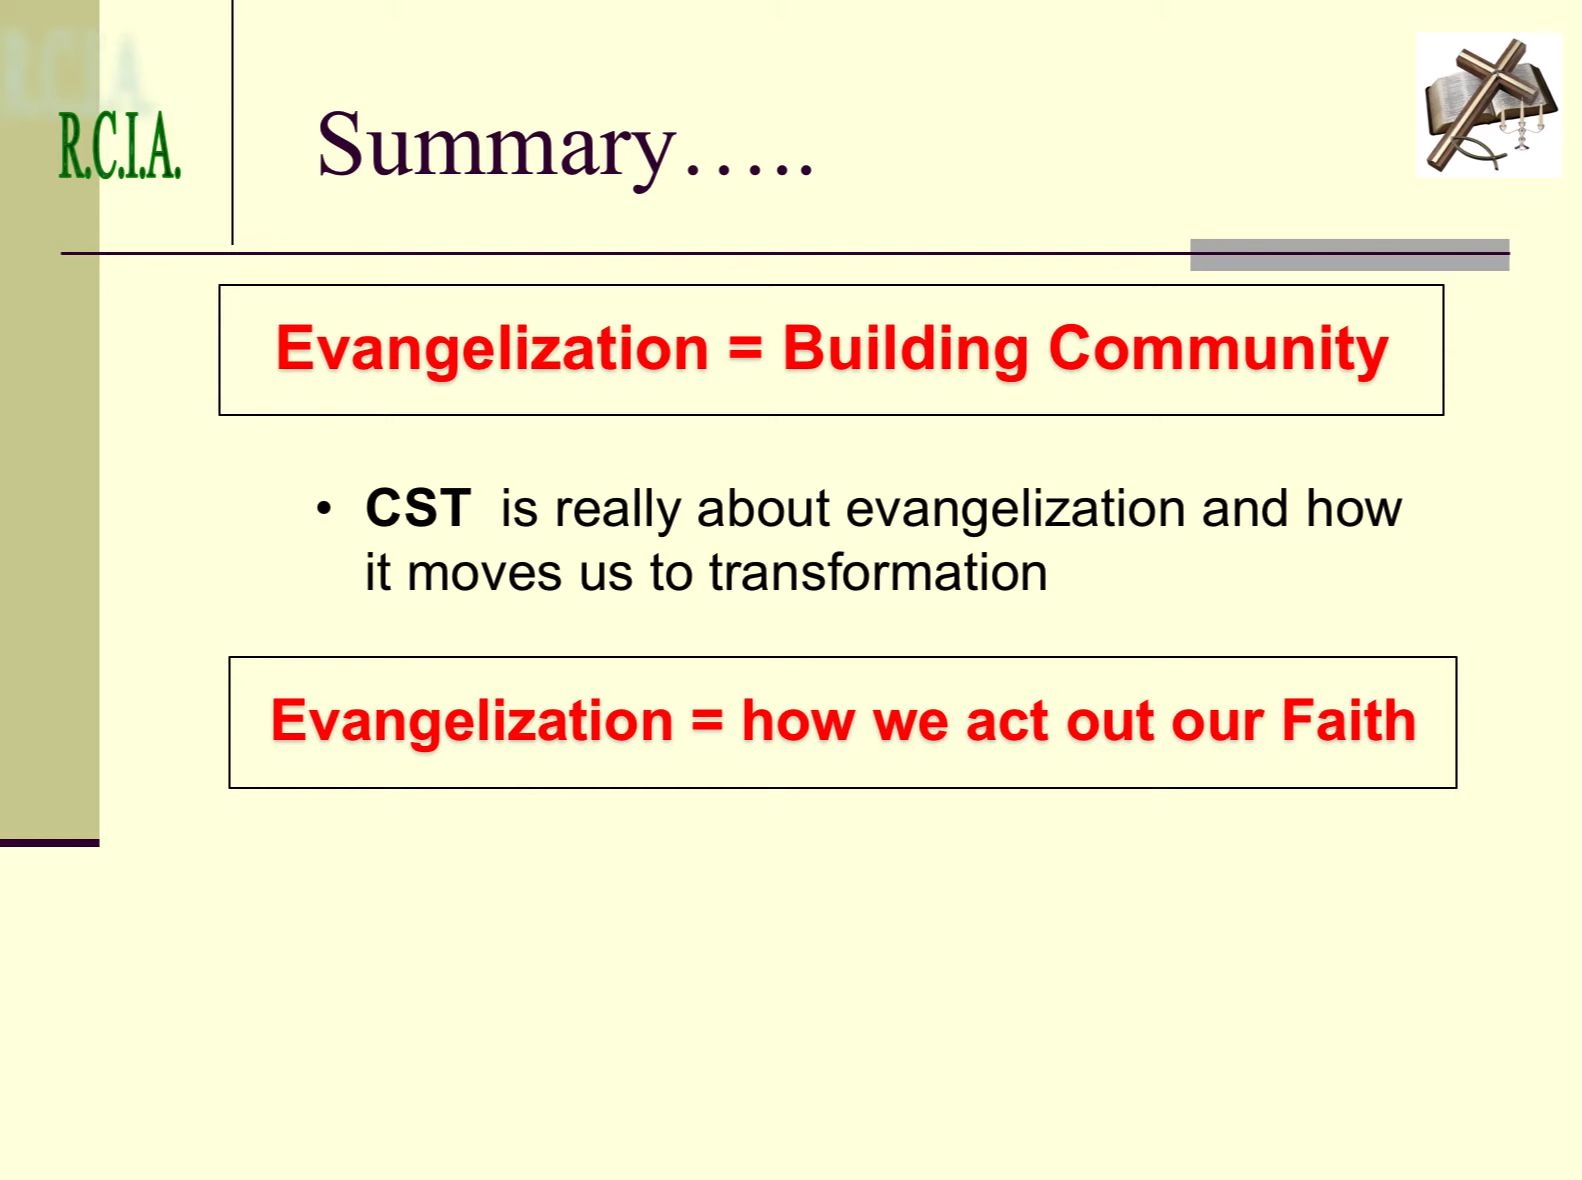 R.C.I.A.
Summary…..
Evangelization = Building Community
• CST  is really about evangelization and how
it moves us to transformation
Evangelization = how we act out our Faith